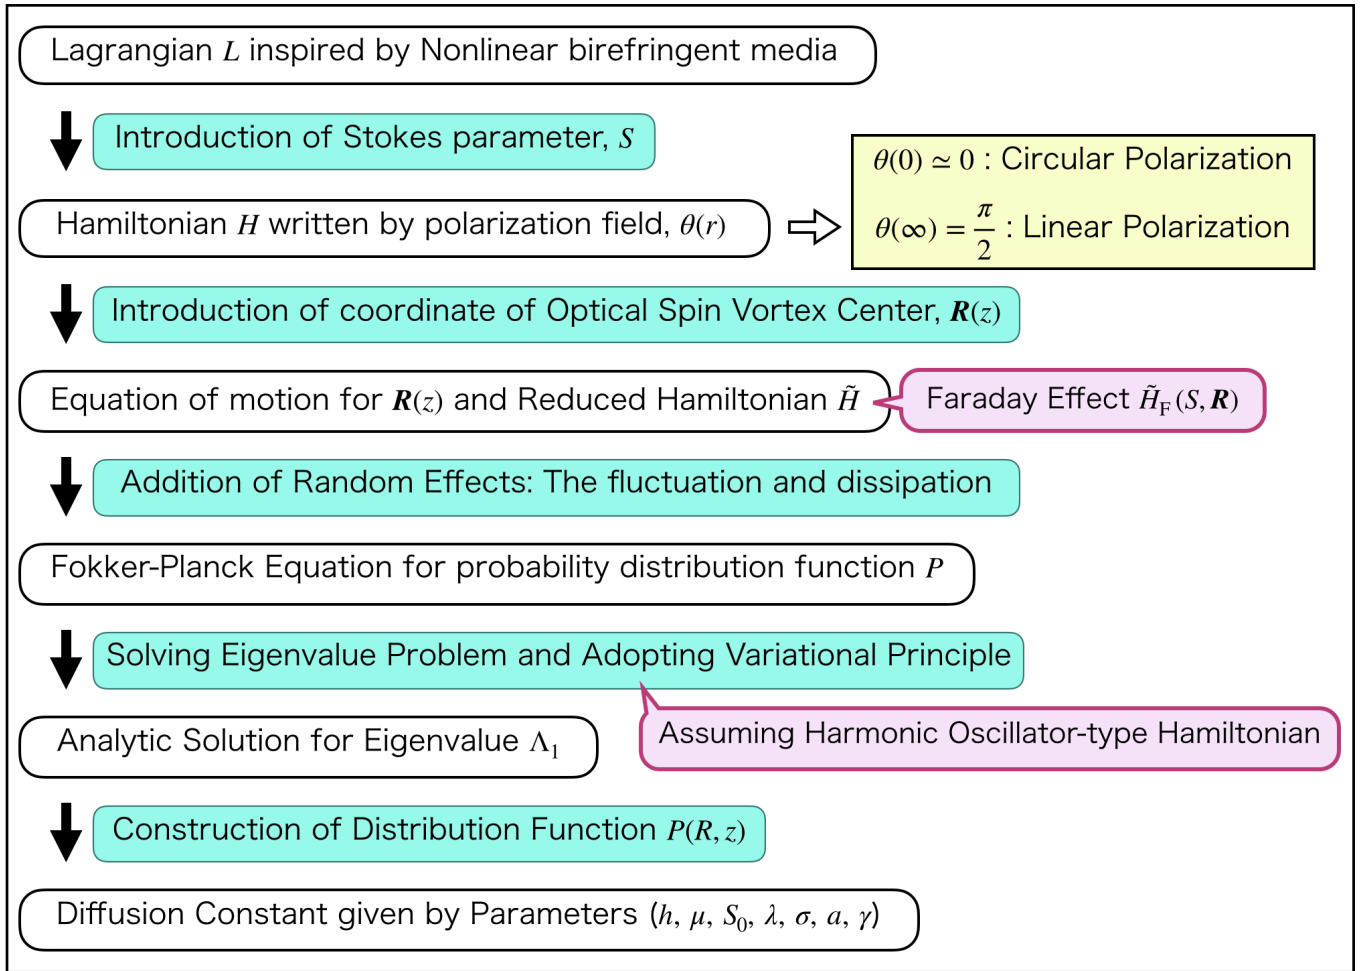 Lagrangian L inspired by Nonlinear birefringent media
Introduction of Stokes parameter, S
Hamiltonian H written by polarization field, θ(r)
θ(0) ≃ 0 : Circular Polarization
θ(∞) = π/2 : Linear Polarization
Introduction of coordinate of Optical Spin Vortex Center, R(z)
Equation of motion for R(z) and Reduced Hamiltonian H̃
Faraday Effect H̃_F(S, R)
Addition of Random Effects: The fluctuation and dissipation
Fokker-Planck Equation for probability distribution function P
Solving Eigenvalue Problem and Adopting Variational Principle
Assuming Harmonic Oscillator-type Hamiltonian
Analytic Solution for Eigenvalue Λ₁
Construction of Distribution Function P(R, z)
Diffusion Constant given by Parameters (h, μ, S₀, λ, σ, a, γ)